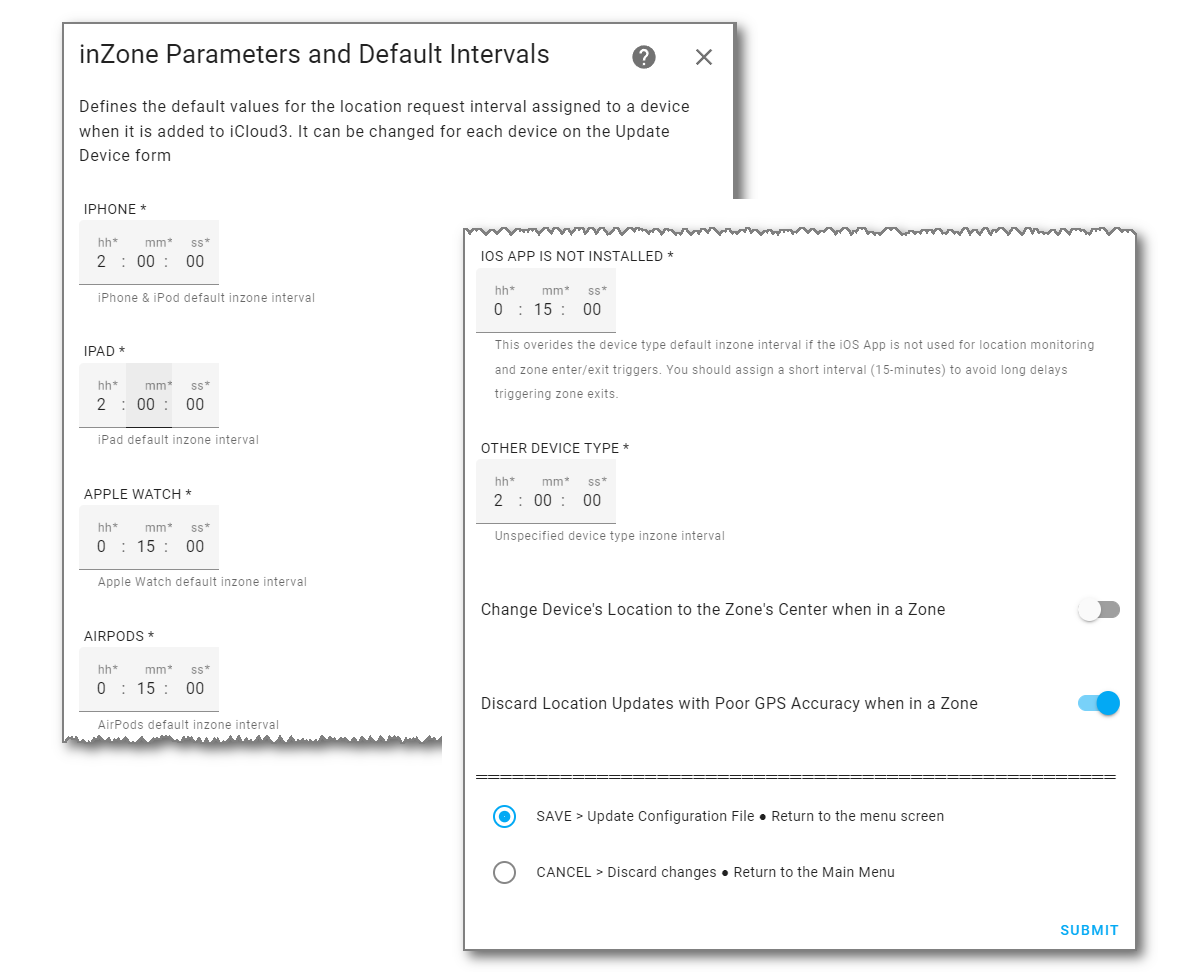 inZone Parameters and Default Intervals
Defines the default values for the location request interval assigned to a device
when it is added to iCloud3. It can be changed for each device on the Update
Device form
IPHONE *
hh* mm* ss*
2 : 00 : 00
iPhone & iPod default inzone interval
IPAD *
hh* mm* ss*
2 : 00 : 00
iPad default inzone interval
APPLE WATCH *
hh* mm* ss*
0 : 15 : 00
Apple Watch default inzone interval
AIRPODS *
hh* mm* ss*
0 : 15 : 00
AirPods default inzone interval
IOS APP IS NOT INSTALLED *
hh* mm* ss*
0 : 15 : 00
This overides the device type default inzone interval if the iOS App is not used for location monitoring
and zone enter/exit triggers. You should assign a short interval (15-minutes) to avoid long delays
triggering zone exits.
OTHER DEVICE TYPE *
hh* mm* ss*
2 : 00 : 00
Unspecified device type inzone interval
Change Device's Location to the Zone's Center when in a Zone
Discard Location Updates with Poor GPS Accuracy when in a Zone
SAVE > Update Configuration File ● Return to the menu screen
CANCEL > Discard changes ● Return to the Main Menu
SUBMIT